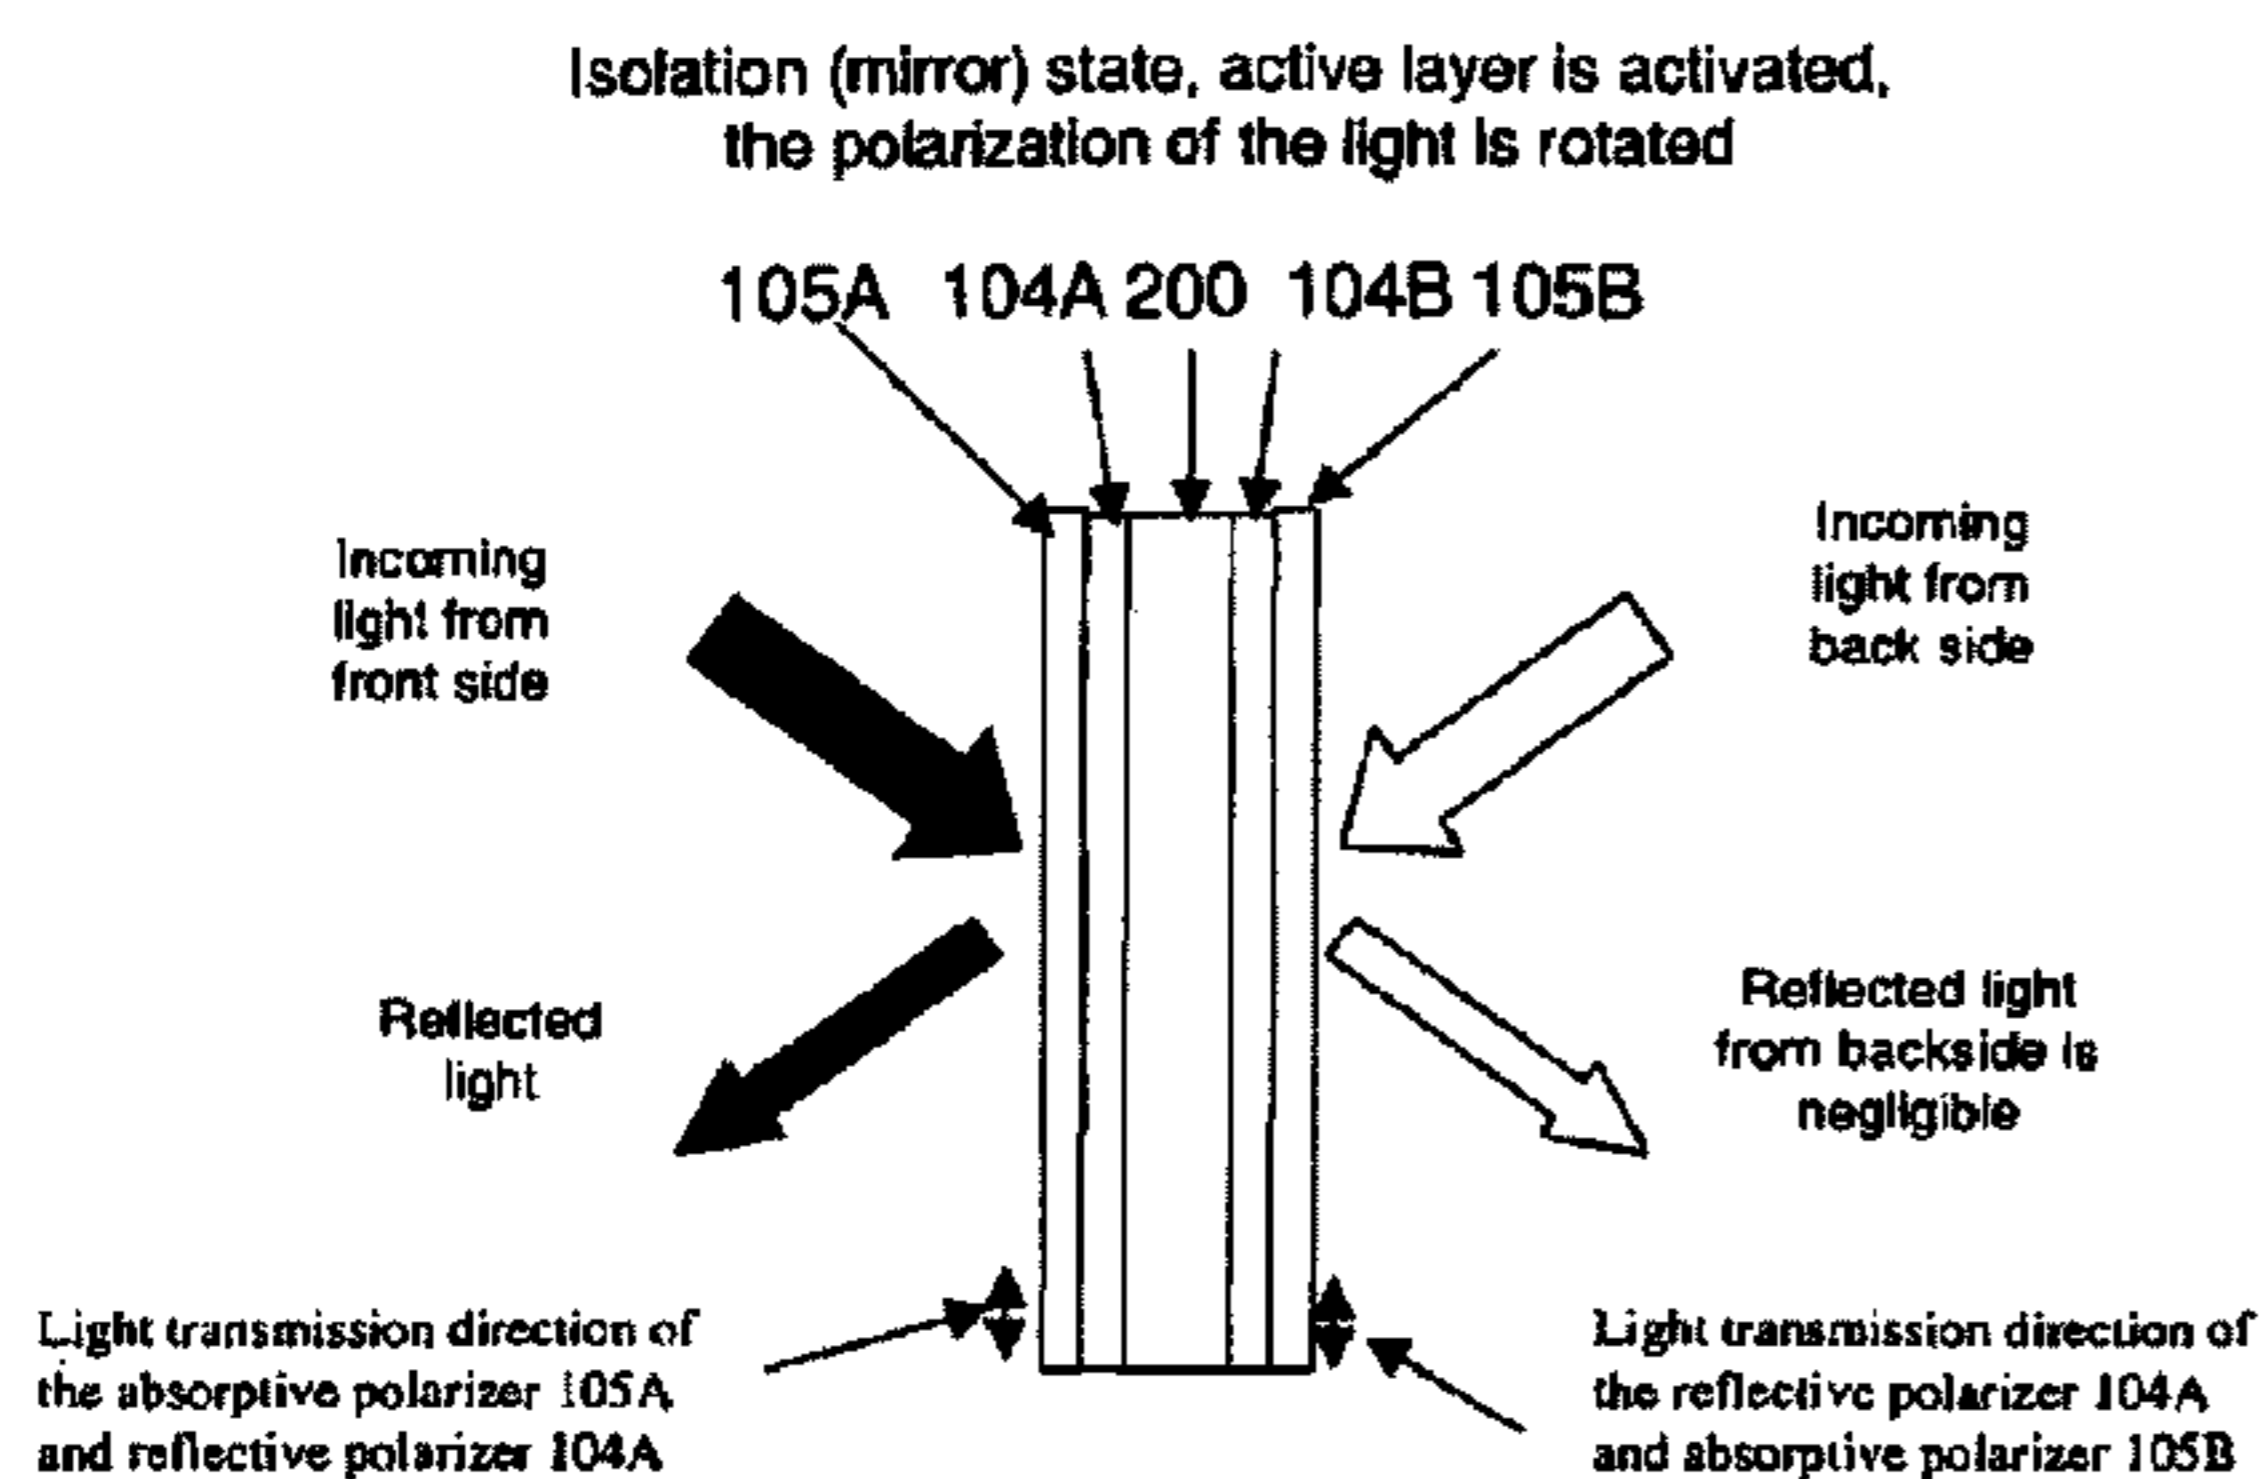 Isolation (mirror) state, active layer is activated,
the polarization of the light is rotated
105A 104A 200 104B 105B
Incoming
light from
front side
Incoming
light from
back side
Reflected
light
Reflected light
from backside is
negligible
Light transmission direction of
the absorptive polarizer 105A
and reflective polarizer 104A
Light transmission direction of
the reflective polarizer 104A
and absorptive polarizer 105B